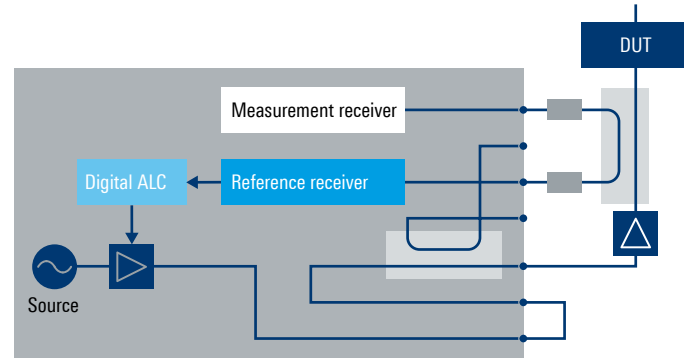 DUT
Measurement receiver
Digital ALC
Reference receiver
Source